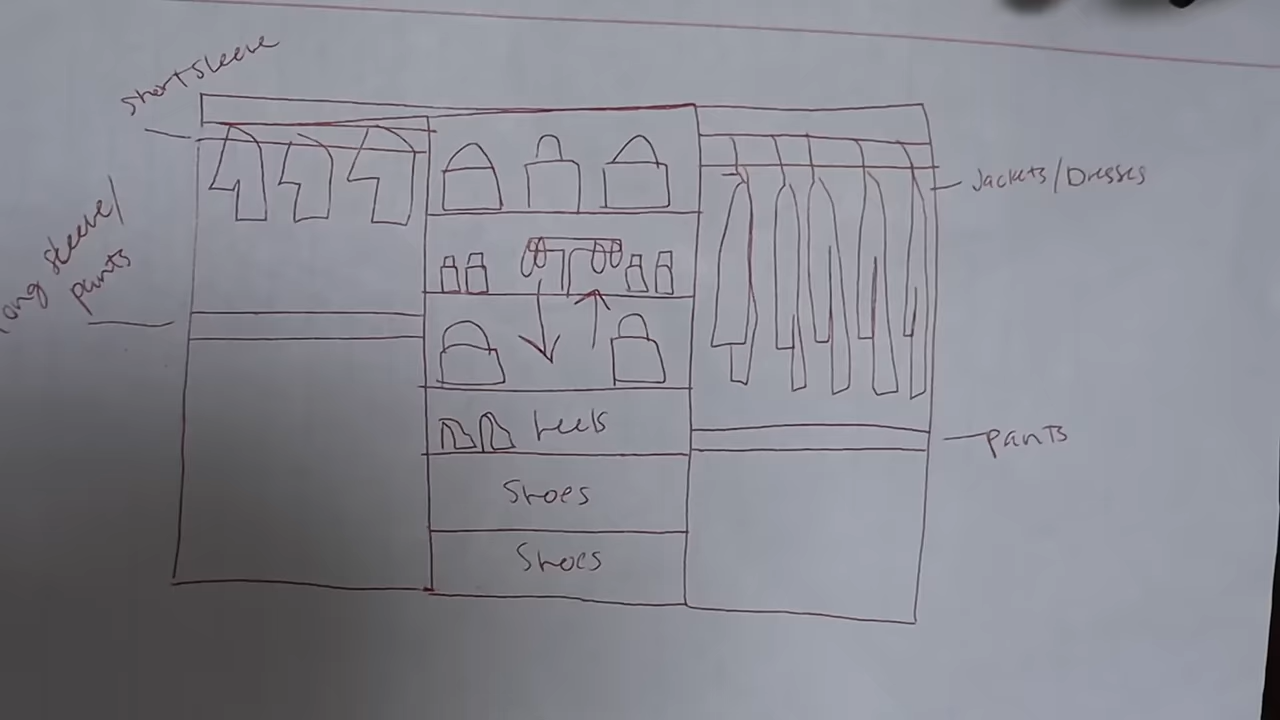 short sleeve
long sleeve/
pants
Jackets/Dresses
heels
pants
Shoes
Shoes